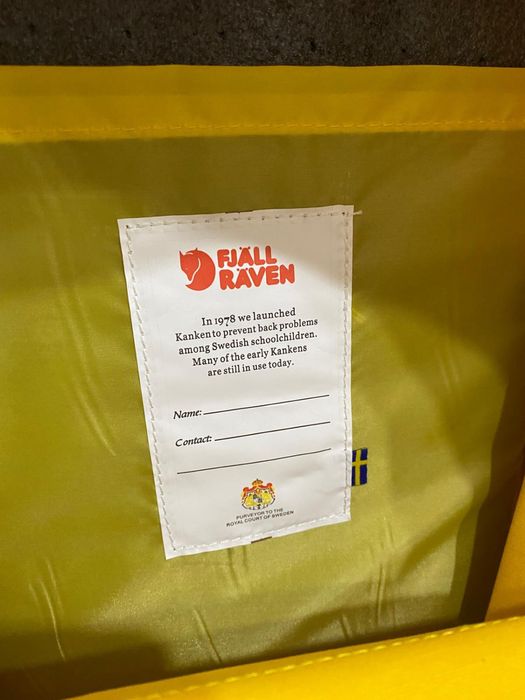 FJÄLL
RÄVEN
In 1978 we launched
Kanken to prevent back problems
among Swedish schoolchildren.
Many of the early Kankens
are still in use today.
Name:
Contact:
PURVEYOR TO THE
ROYAL COURT OF SWEDEN